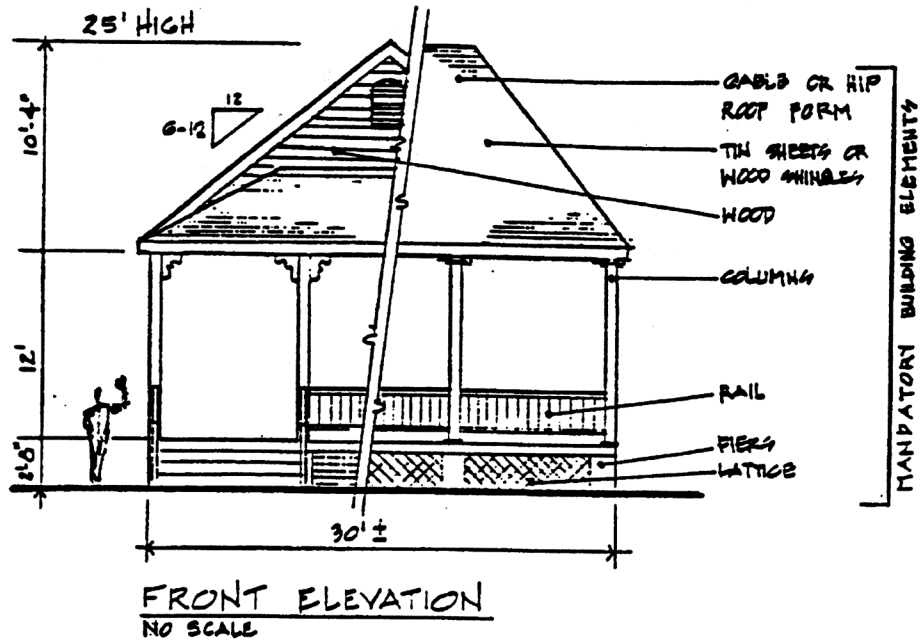 25' HIGH
10'-4"
12
6-12
12'
2'-8"
30' ±
GABLE OR HIP
ROOF FORM
TIN SHEETS OR
WOOD SHINGLES
WOOD
COLUMNS
RAIL
PIERS
LATTICE
MANDATORY BUILDING ELEMENTS
FRONT ELEVATION
NO SCALE